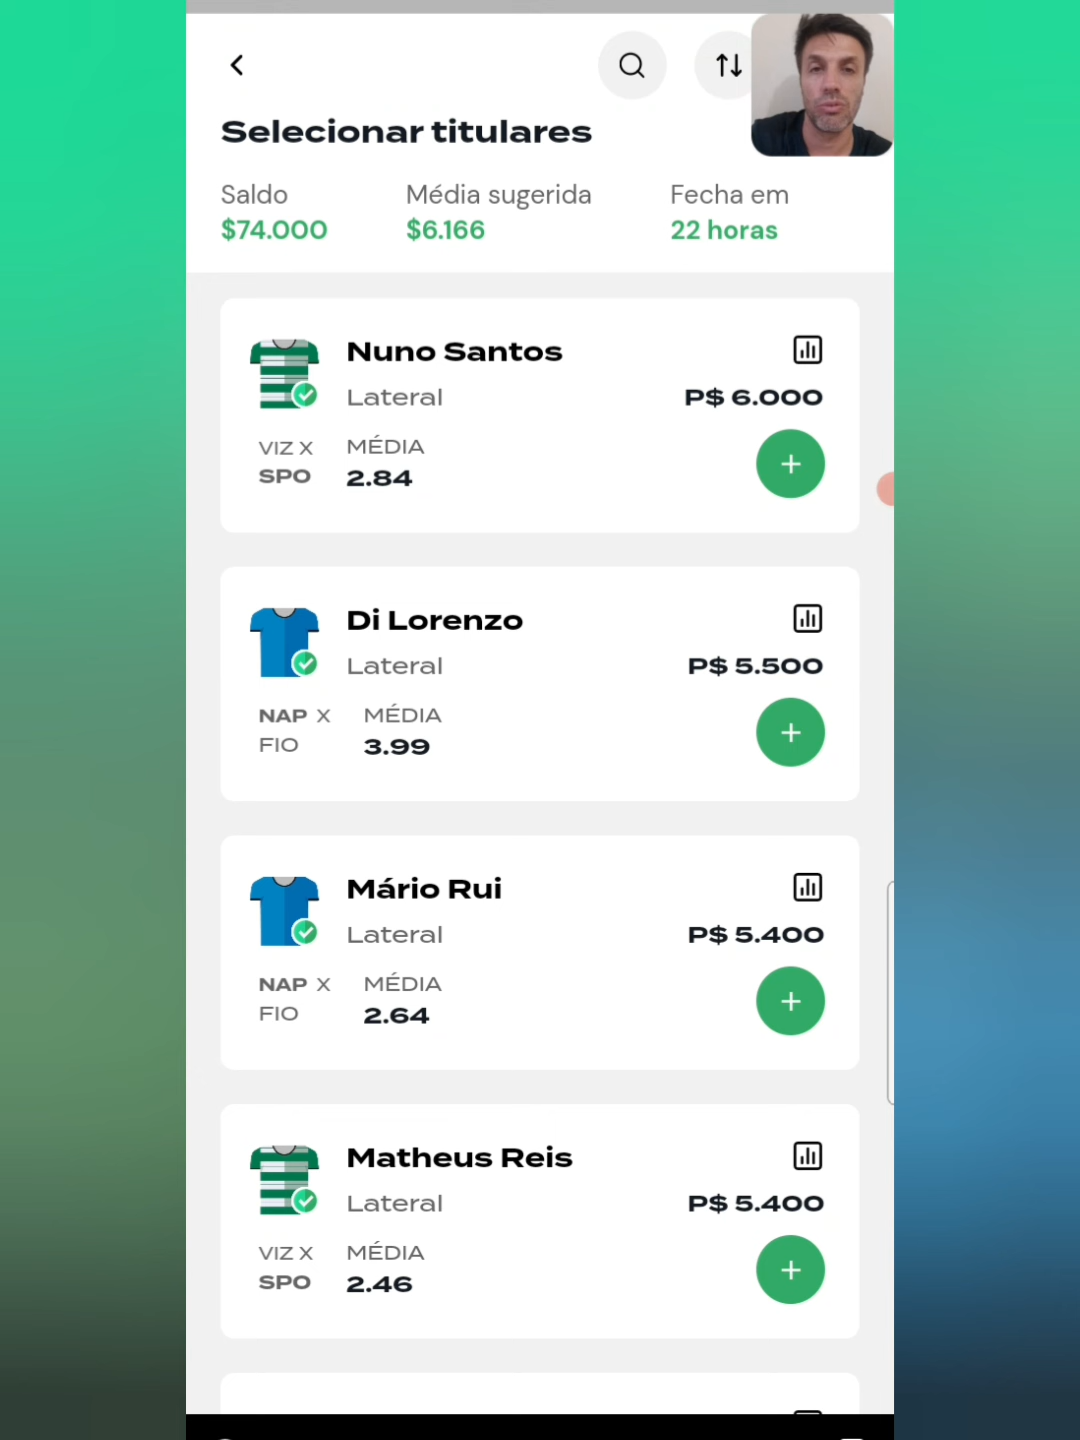 Selecionar titulares
Saldo
Média sugerida
Fecha em
$74.000
$6.166
22 horas
Nuno Santos
Lateral
P$ 6.000
VIZ X
MÉDIA
SPO
2.84
Di Lorenzo
Lateral
P$ 5.500
NAP X
MÉDIA
FIO
3.99
Mário Rui
Lateral
P$ 5.400
NAP X
MÉDIA
FIO
2.64
Matheus Reis
Lateral
P$ 5.400
VIZ X
MÉDIA
SPO
2.46